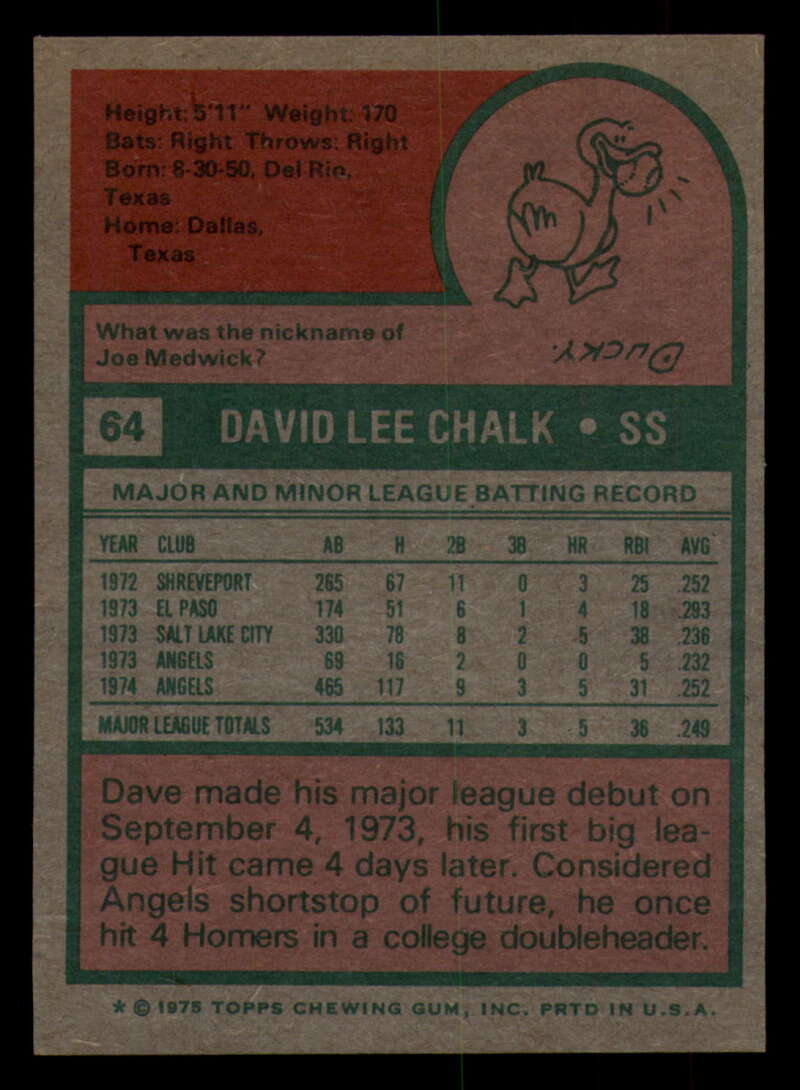 Height: 5'11" Weight: 170
Bats: Right Throws: Right
Born: 8-30-50, Del Rio,
Texas
Home: Dallas,
Texas
What was the nickname of
Joe Medwick?
DUCKY.
64 DAVID LEE CHALK • SS
MAJOR AND MINOR LEAGUE BATTING RECORD
YEAR CLUB AB H 2B 3B HR RBI AVG
1972 SHREVEPORT 265 67 11 0 3 25 .252
1973 EL PASO 174 51 6 1 4 18 .293
1973 SALT LAKE CITY 330 78 8 2 5 38 .236
1973 ANGELS 69 16 2 0 0 5 .232
1974 ANGELS 465 117 9 3 5 31 .252
MAJOR LEAGUE TOTALS 534 133 11 3 5 36 .249
Dave made his major league debut on
September 4, 1973, his first big lea-
gue Hit came 4 days later. Considered
Angels shortstop of future, he once
hit 4 Homers in a college doubleheader.
* © 1975 TOPPS CHEWING GUM, INC. PRTD IN U.S.A.